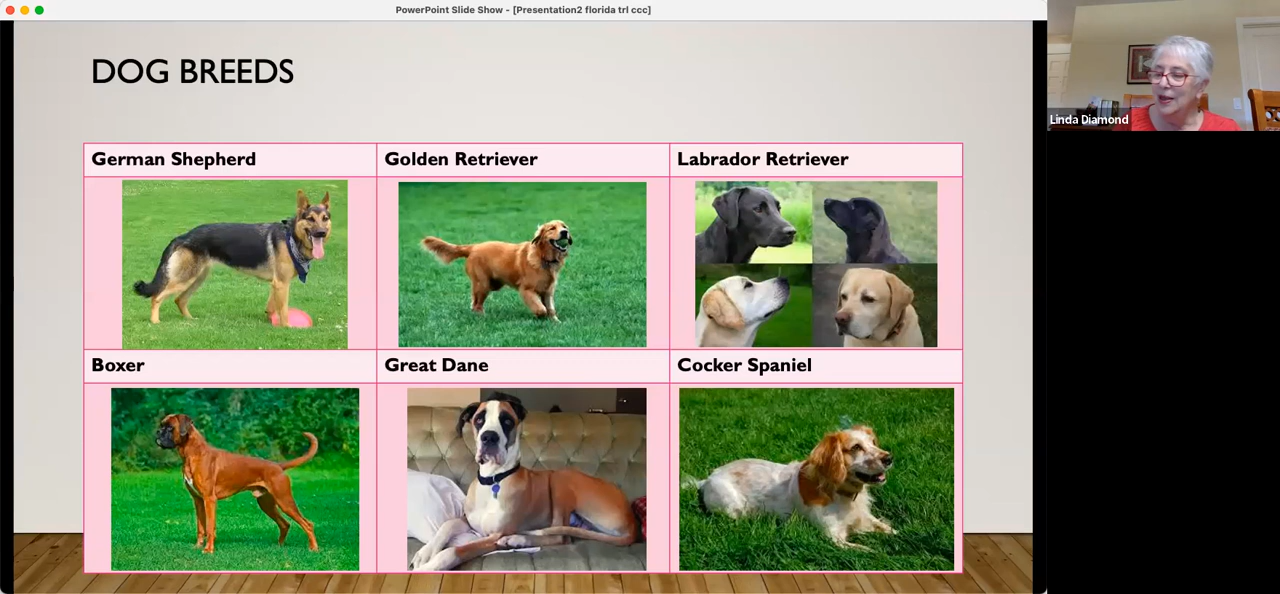 PowerPoint Slide Show - [Presentation2 florida trl ccc]
DOG BREEDS
German Shepherd
Golden Retriever
Labrador Retriever
Boxer
Great Dane
Cocker Spaniel
Linda Diamond